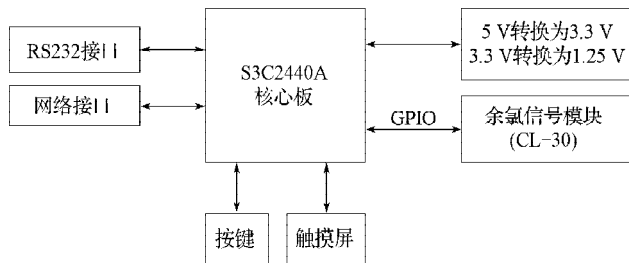 RS232接口
网络接口
S3C2440A
核心板
5 V转换为3.3 V
3.3 V转换为1.25 V
GPIO
余氯信号模块
(CL-30)
按键
触摸屏